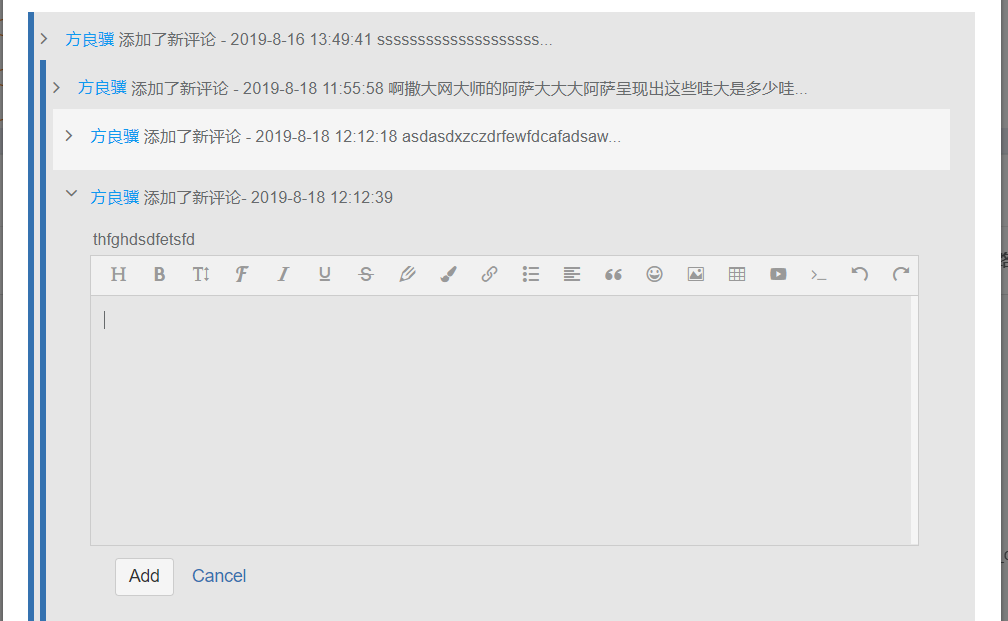 方良骥 添加了新评论 - 2019-8-16 13:49:41 ssssssssssssssssssss...
方良骥 添加了新评论 - 2019-8-18 11:55:58 啊撒大网大师的阿萨大大大阿萨呈现出这些哇大是多少哇...
方良骥 添加了新评论 - 2019-8-18 12:12:18 asdasdxzczdrfewfdcafadsaw...
方良骥 添加了新评论- 2019-8-18 12:12:39
thfghdsdfetsfd
Add Cancel